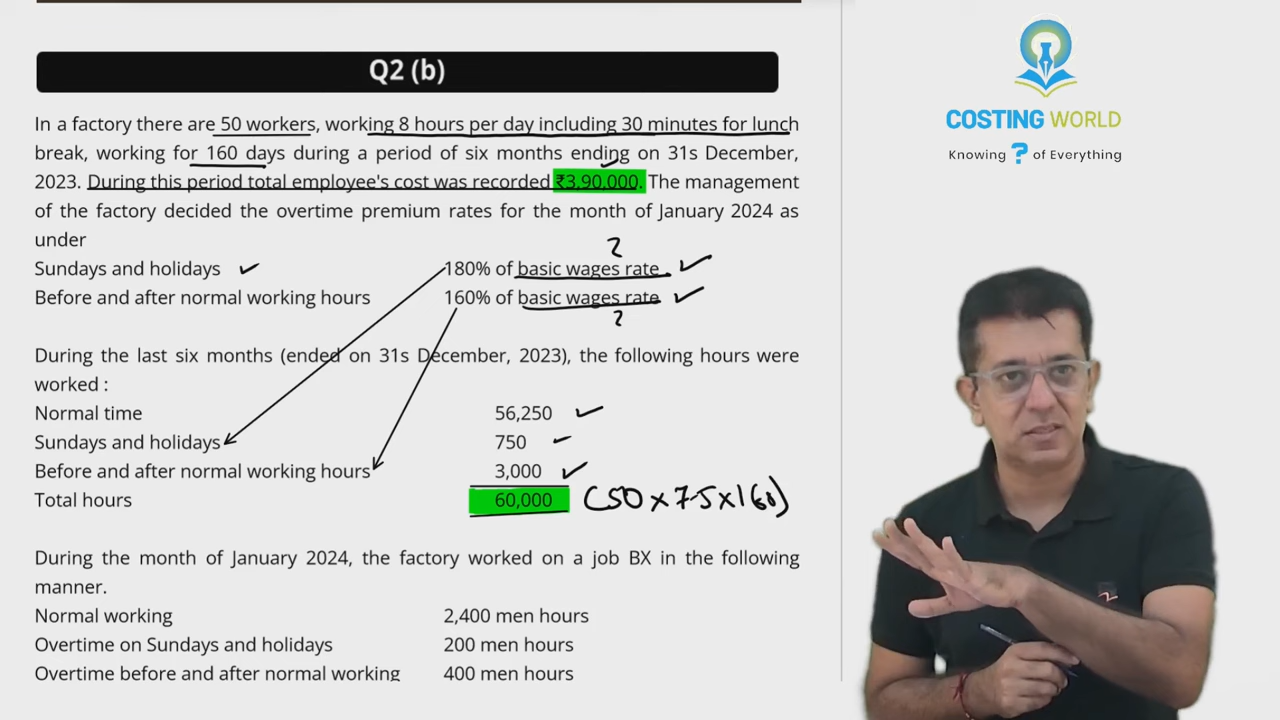 Q2 (b)
In a factory there are 50 workers, working 8 hours per day including 30 minutes for lunch
break, working for 160 days during a period of six months ending on 31s December,
2023. During this period total employee's cost was recorded ₹3,90,000. The management
of the factory decided the overtime premium rates for the month of January 2024 as
under
?
Sundays and holidays 180% of basic wages rate
Before and after normal working hours 160% of basic wages rate
?
During the last six months (ended on 31s December, 2023), the following hours were
worked :
Normal time 56,250
Sundays and holidays 750
Before and after normal working hours 3,000
Total hours 60,000 (50 x 7.5 x 160)
During the month of January 2024, the factory worked on a job BX in the following
manner.
Normal working 2,400 men hours
Overtime on Sundays and holidays 200 men hours
Overtime before and after normal working 400 men hours
COSTING WORLD
Knowing ? of Everything